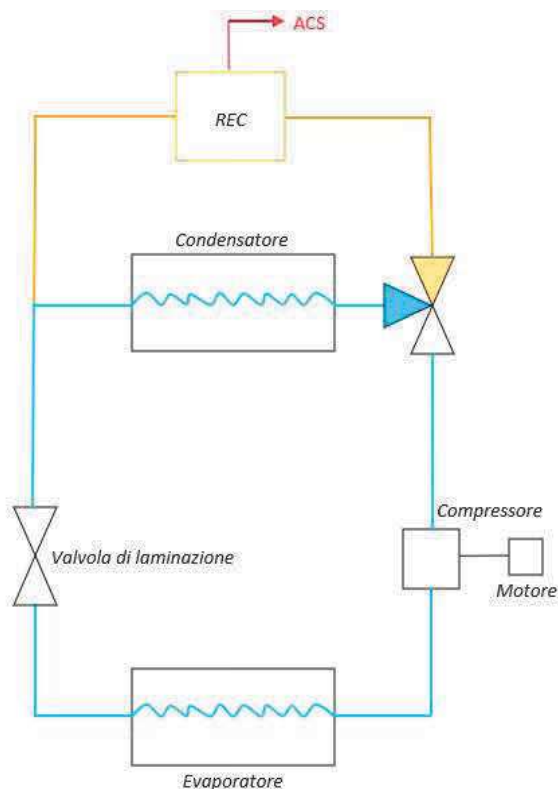 ACS
REC
Condensatore
Compressore
Valvola di laminazione
Motore
Evaporatore